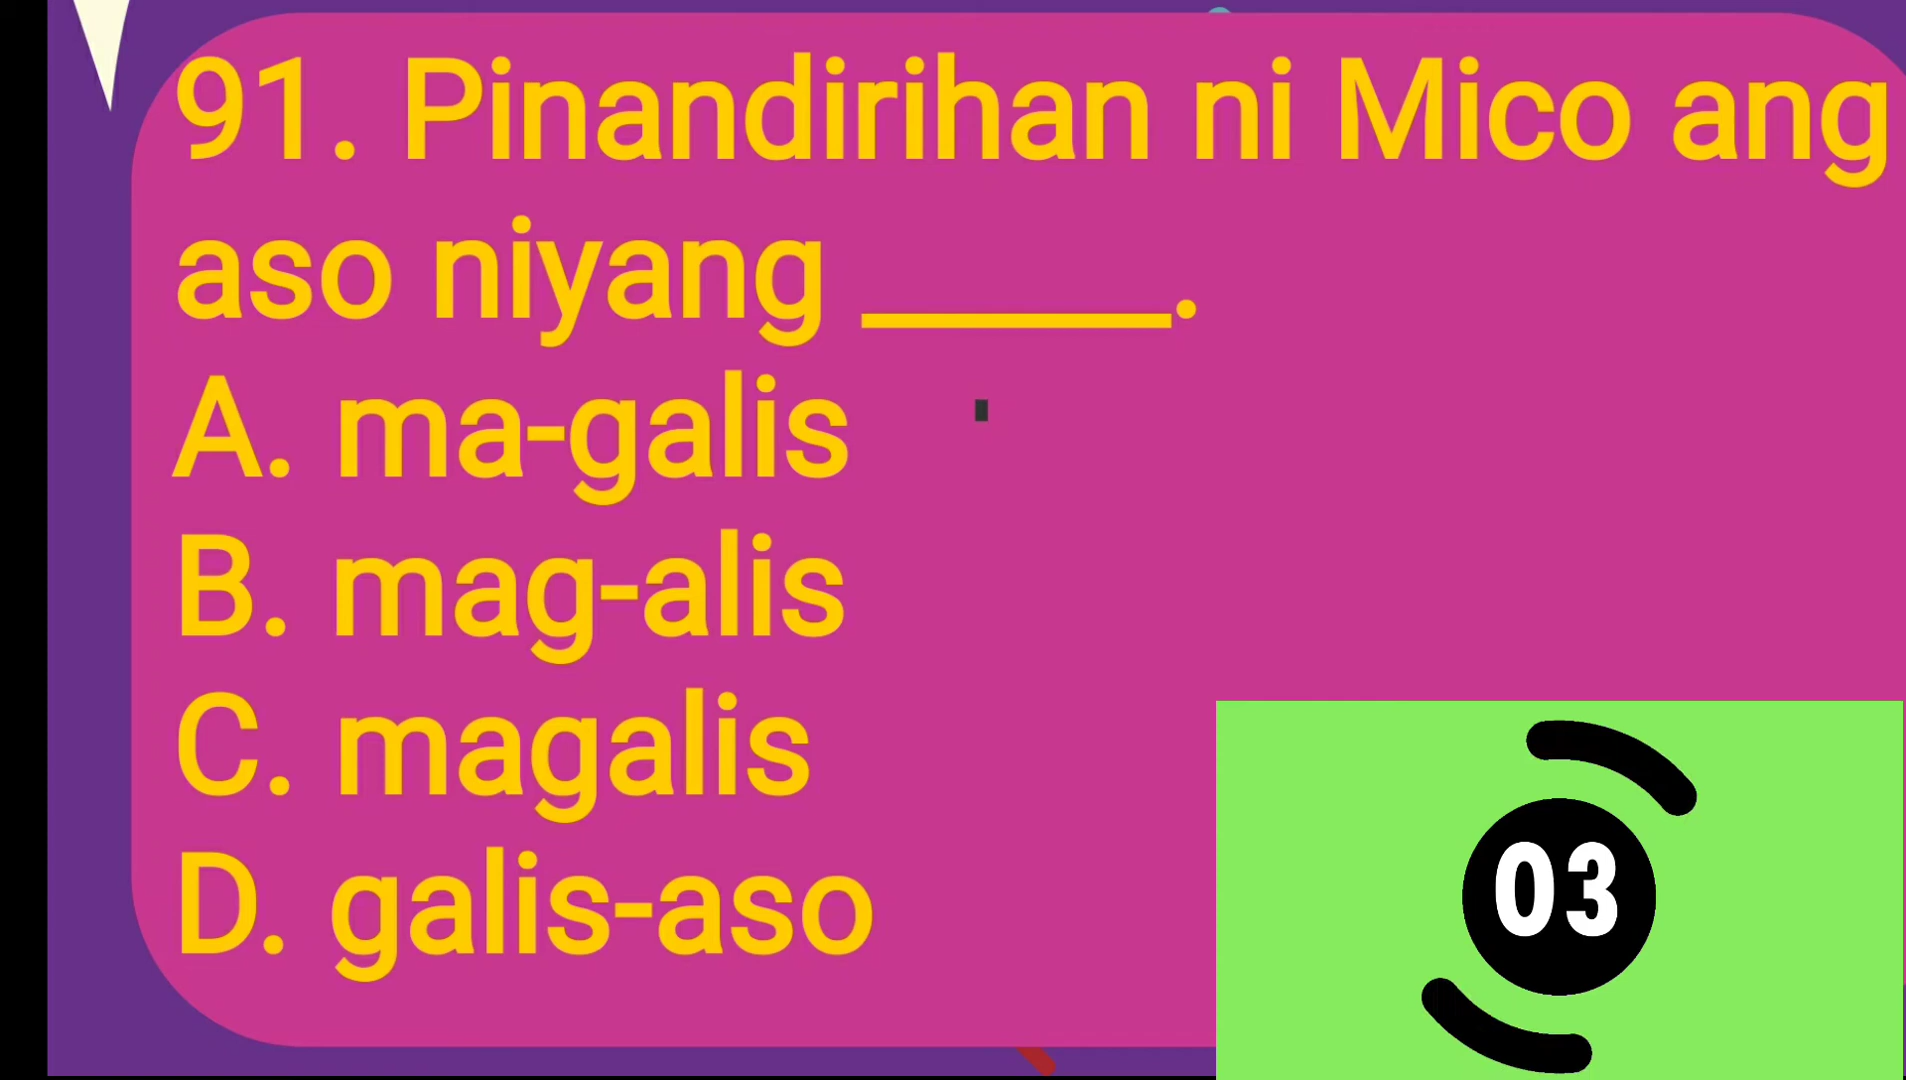 91. Pinandirihan ni Mico ang
aso niyang _____.
A. ma-galis
B. mag-alis
C. magalis
D. galis-aso
03